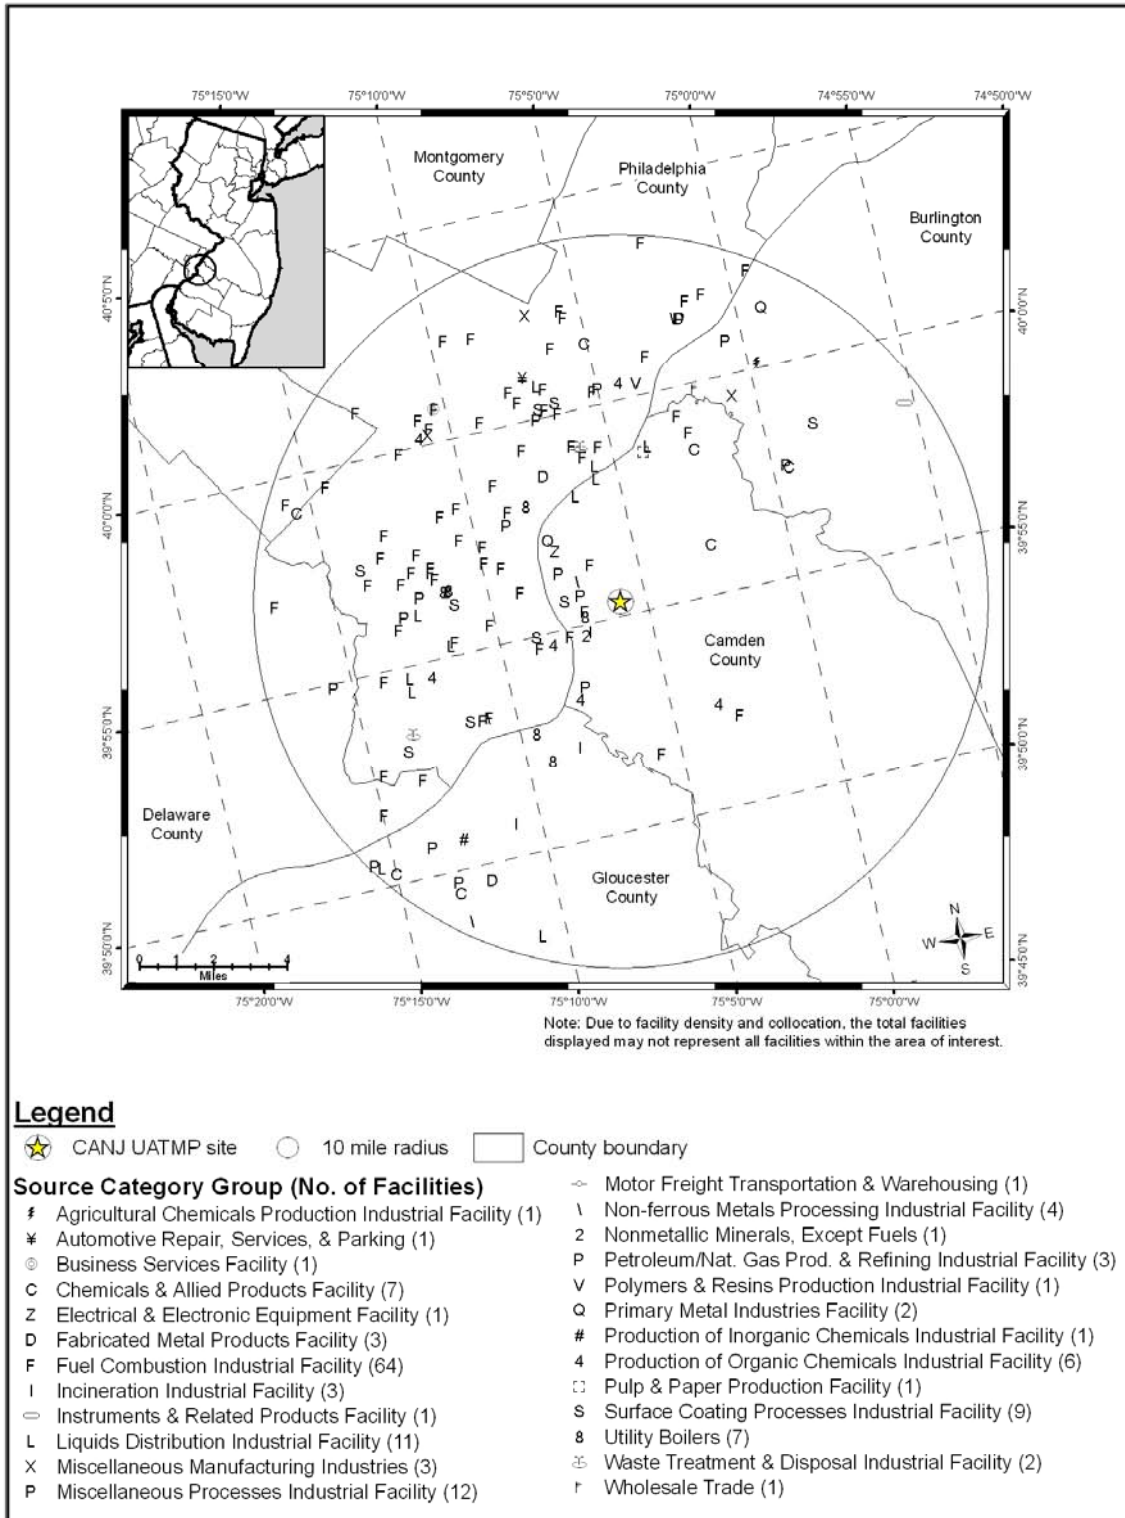 75°15'0"W 75°10'0"W 75°5'0"W 75°0'0"W 74°55'0"W 74°50'0"W
Montgomery
County
Philadelphia
County
Burlington
County
40°5'0"N
40°0'0"N
40°0'0"N
39°55'0"N
39°55'0"N
39°50'0"N
39°50'0"N
39°45'0"N
Camden
County
Delaware
County
Gloucester
County
N
W E
S
0 1 2 4
Miles
75°20'0"W 75°15'0"W 75°10'0"W 75°5'0"W 75°0'0"W
Note: Due to facility density and collocation, the total facilities
displayed may not represent all facilities within the area of interest.
Legend
CANJ UATMP site 10 mile radius County boundary
Source Category Group (No. of Facilities)
Agricultural Chemicals Production Industrial Facility (1)
¥ Automotive Repair, Services, & Parking (1)
Business Services Facility (1)
C Chemicals & Allied Products Facility (7)
Z Electrical & Electronic Equipment Facility (1)
D Fabricated Metal Products Facility (3)
F Fuel Combustion Industrial Facility (64)
I Incineration Industrial Facility (3)
Instruments & Related Products Facility (1)
L Liquids Distribution Industrial Facility (11)
X Miscellaneous Manufacturing Industries (3)
P Miscellaneous Processes Industrial Facility (12)
Motor Freight Transportation & Warehousing (1)
\ Non-ferrous Metals Processing Industrial Facility (4)
2 Nonmetallic Minerals, Except Fuels (1)
P Petroleum/Nat. Gas Prod. & Refining Industrial Facility (3)
V Polymers & Resins Production Industrial Facility (1)
Q Primary Metal Industries Facility (2)
# Production of Inorganic Chemicals Industrial Facility (1)
4 Production of Organic Chemicals Industrial Facility (6)
Pulp & Paper Production Facility (1)
S Surface Coating Processes Industrial Facility (9)
8 Utility Boilers (7)
Waste Treatment & Disposal Industrial Facility (2)
Wholesale Trade (1)